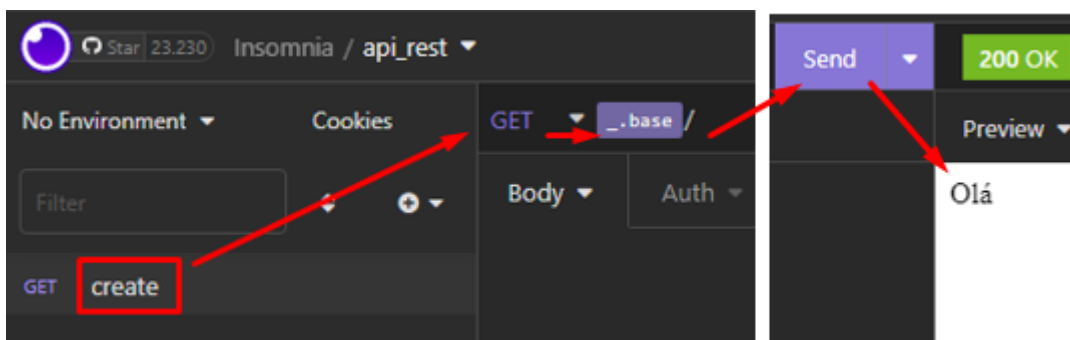 Star 23.230 Insomnia / api_rest
No Environment Cookies
Filter
GET create
GET _.base /
Body Auth
Send 200 OK
Preview
Olá